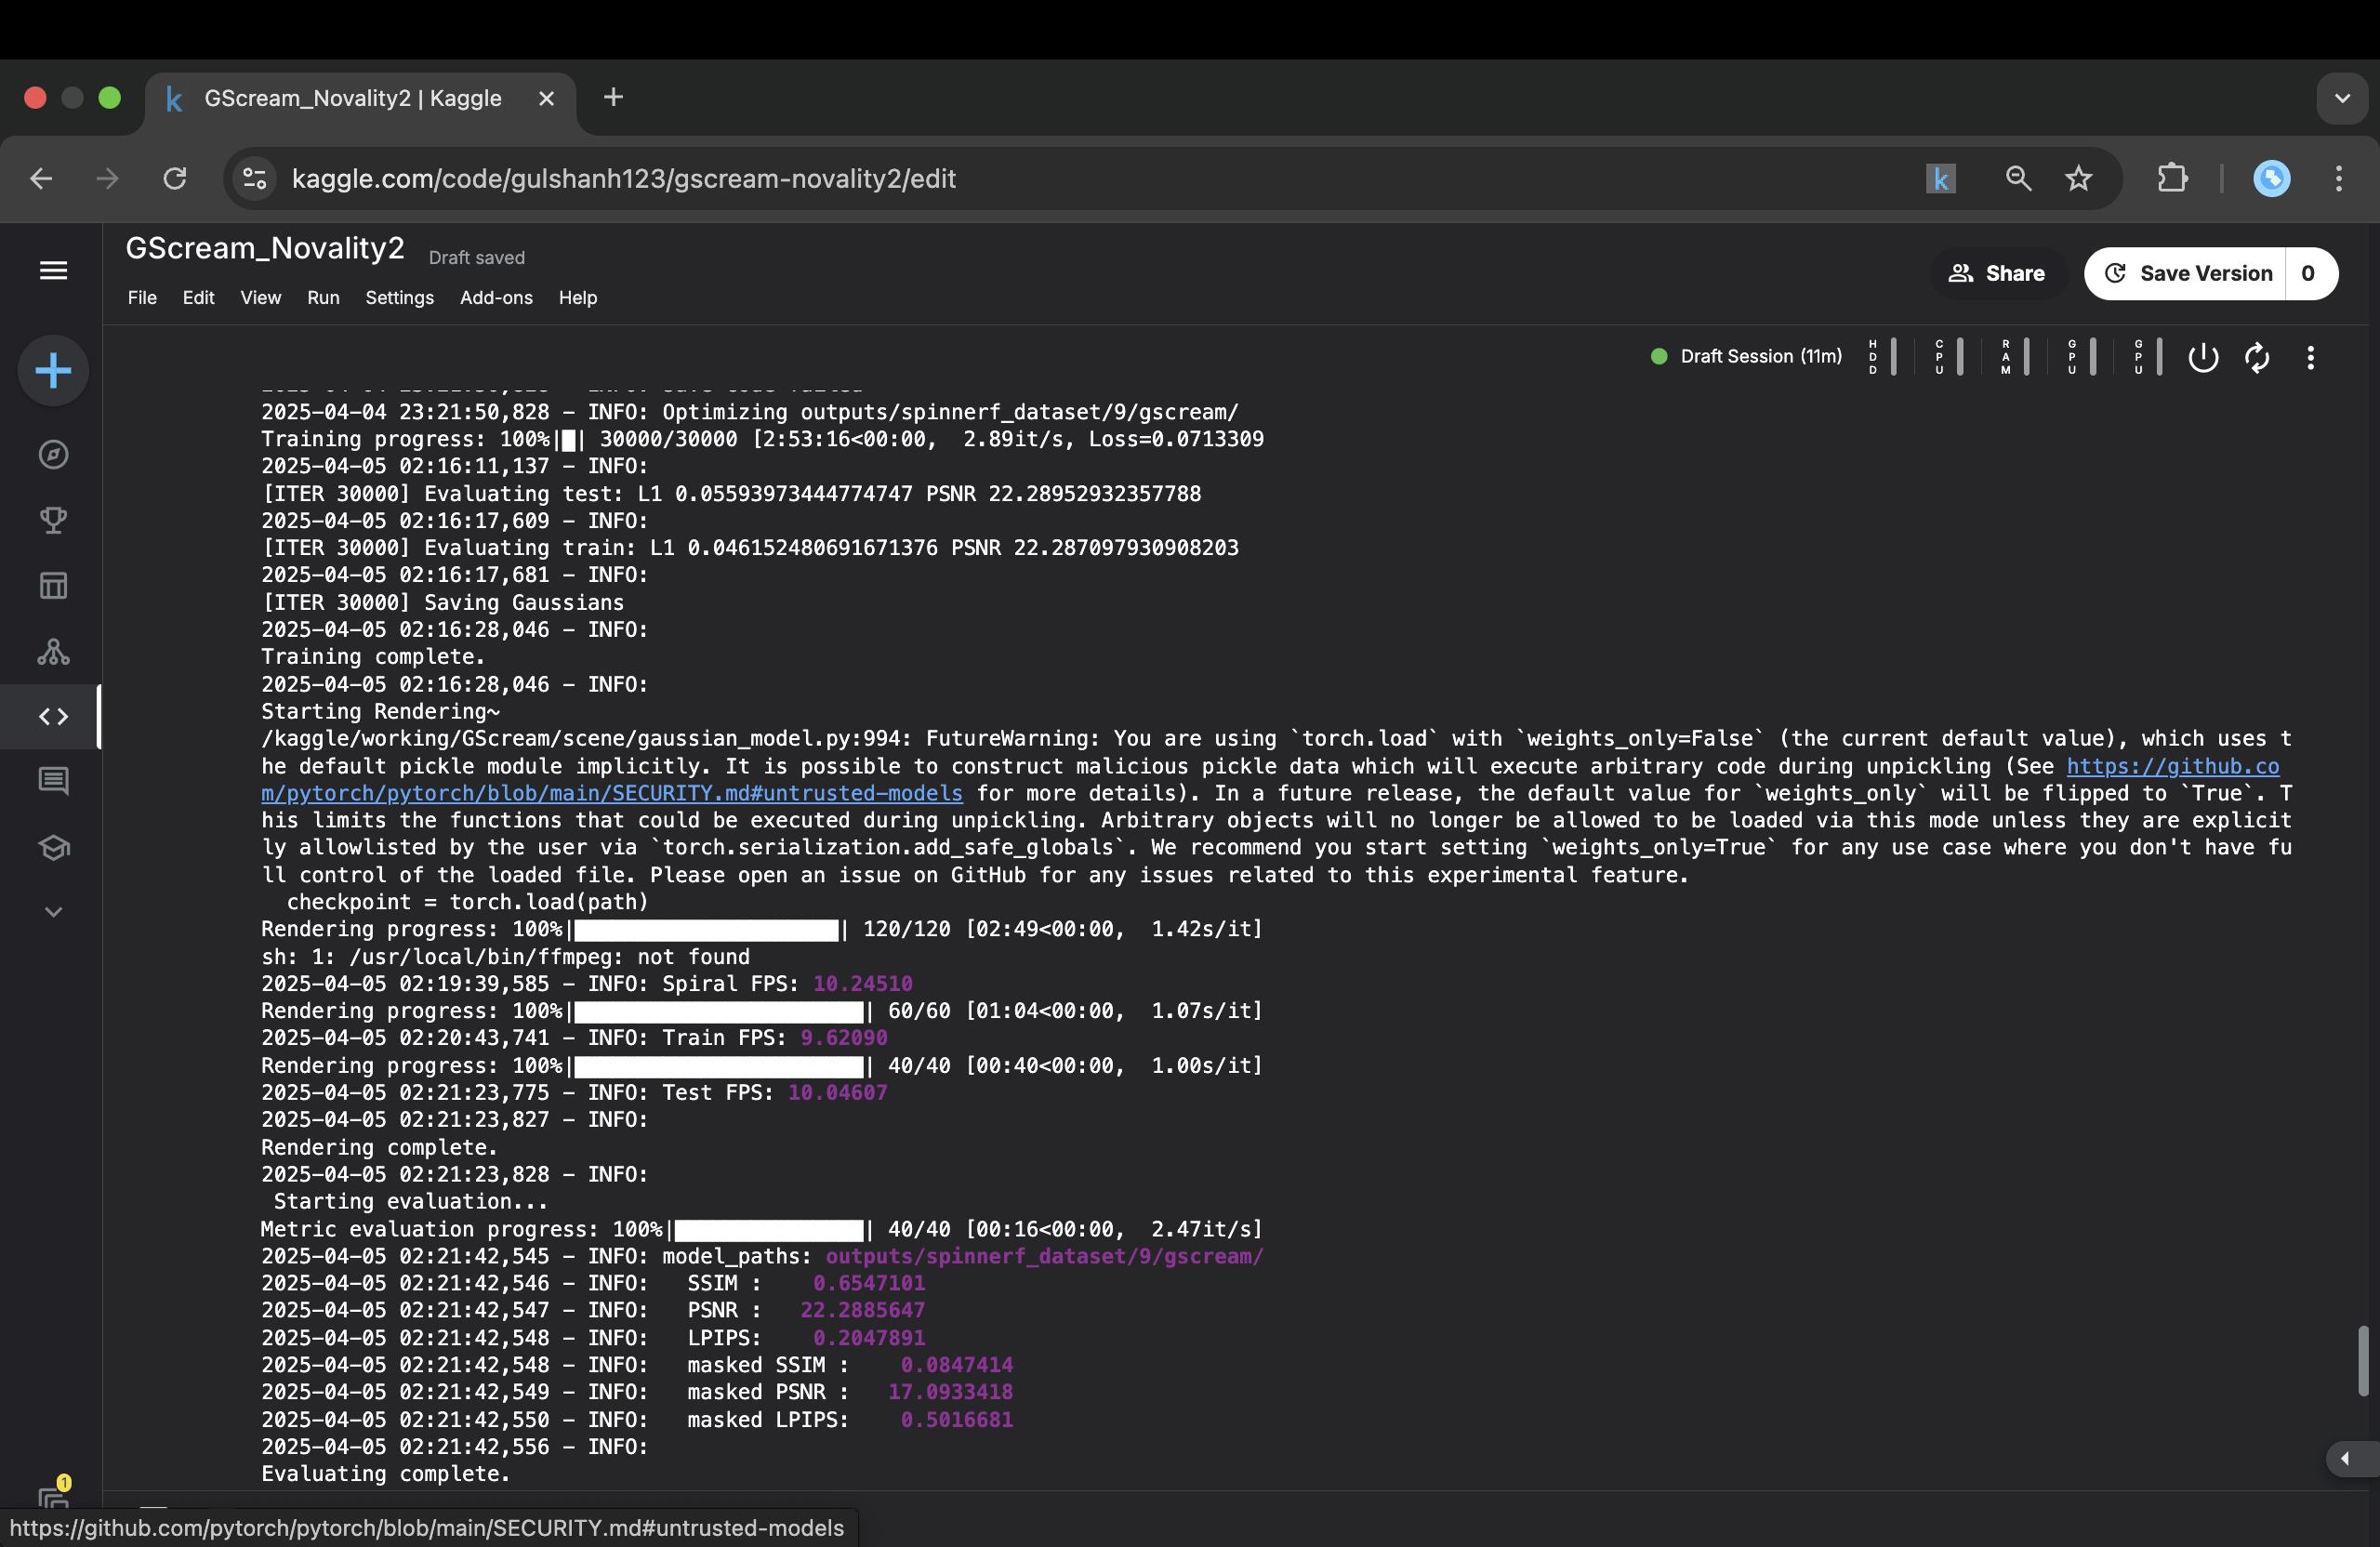 GScream_Novality2 | Kaggle
kaggle.com/code/gulshanh123/gscream-novality2/edit
GScream_Novality2 Draft saved
Share
Save Version 0
File Edit View Run Settings Add-ons Help
Draft Session (11m) HDD CPU RAM GPU GPU
2025-04-04 23:21:50,828 - INFO: Optimizing outputs/spinnerf_dataset/9/gscream/
Training progress: 100%|█| 30000/30000 [2:53:16<00:00,  2.89it/s, Loss=0.0713309
2025-04-05 02:16:11,137 - INFO:
[ITER 30000] Evaluating test: L1 0.05593973444774747 PSNR 22.28952932357788
2025-04-05 02:16:17,609 - INFO:
[ITER 30000] Evaluating train: L1 0.046152480691671376 PSNR 22.287097930908203
2025-04-05 02:16:17,681 - INFO:
[ITER 30000] Saving Gaussians
2025-04-05 02:16:28,046 - INFO:
Training complete.
2025-04-05 02:16:28,046 - INFO:
Starting Rendering~
/kaggle/working/GScream/scene/gaussian_model.py:994: FutureWarning: You are using `torch.load` with `weights_only=False` (the current default value), which uses t
he default pickle module implicitly. It is possible to construct malicious pickle data which will execute arbitrary code during unpickling (See https://github.co
m/pytorch/pytorch/blob/main/SECURITY.md#untrusted-models for more details). In a future release, the default value for `weights_only` will be flipped to `True`. T
his limits the functions that could be executed during unpickling. Arbitrary objects will no longer be allowed to be loaded via this mode unless they are explicit
ly allowlisted by the user via `torch.serialization.add_safe_globals`. We recommend you start setting `weights_only=True` for any use case where you don't have fu
ll control of the loaded file. Please open an issue on GitHub for any issues related to this experimental feature.
checkpoint = torch.load(path)
Rendering progress: 100%|█████████████████████| 120/120 [02:49<00:00,  1.42s/it]
sh: 1: /usr/local/bin/ffmpeg: not found
2025-04-05 02:19:39,585 - INFO: Spiral FPS: 10.24510
Rendering progress: 100%|███████████████████████| 60/60 [01:04<00:00,  1.07s/it]
2025-04-05 02:20:43,741 - INFO: Train FPS: 9.62090
Rendering progress: 100%|███████████████████████| 40/40 [00:40<00:00,  1.00s/it]
2025-04-05 02:21:23,775 - INFO: Test FPS: 10.04607
2025-04-05 02:21:23,827 - INFO:
Rendering complete.
2025-04-05 02:21:23,828 - INFO:
Starting evaluation...
Metric evaluation progress: 100%|███████████████| 40/40 [00:16<00:00,  2.47it/s]
2025-04-05 02:21:42,545 - INFO: model_paths: outputs/spinnerf_dataset/9/gscream/
2025-04-05 02:21:42,546 - INFO:   SSIM :    0.6547101
2025-04-05 02:21:42,547 - INFO:   PSNR :   22.2885647
2025-04-05 02:21:42,548 - INFO:   LPIPS:    0.2047891
2025-04-05 02:21:42,548 - INFO:   masked SSIM :    0.0847414
2025-04-05 02:21:42,549 - INFO:   masked PSNR :   17.0933418
2025-04-05 02:21:42,550 - INFO:   masked LPIPS:    0.5016681
2025-04-05 02:21:42,556 - INFO:
Evaluating complete.
1
https://github.com/pytorch/pytorch/blob/main/SECURITY.md#untrusted-models